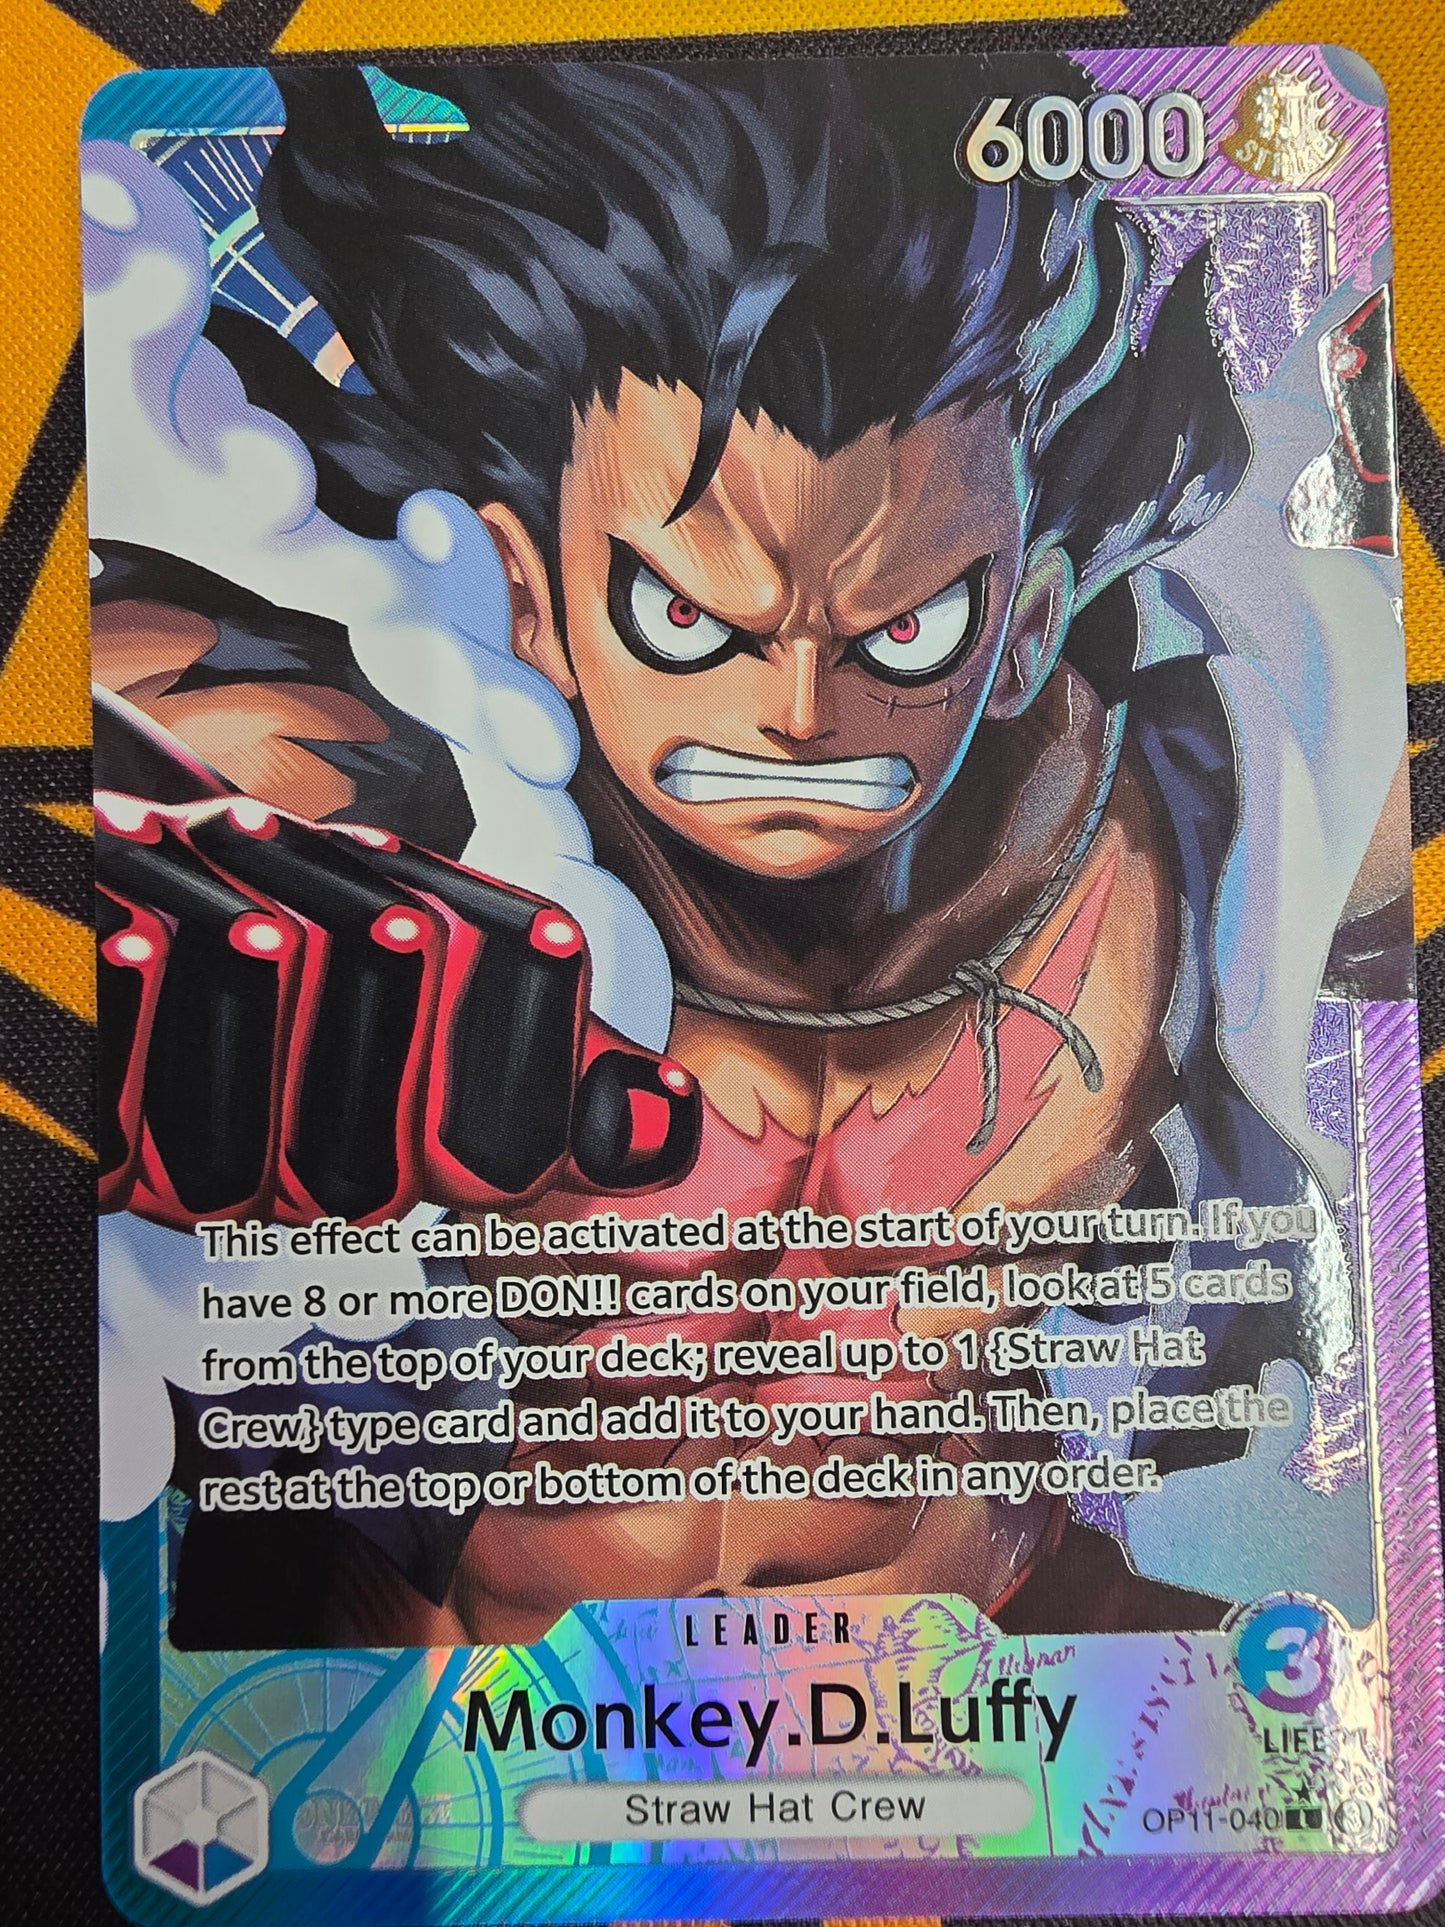 6000
STRIKE
This effect can be activated at the start of your turn. If you
have 8 or more DON!! cards on your field, look at 5 cards
from the top of your deck; reveal up to 1 {Straw Hat
Crew} type card and add it to your hand. Then, place the
rest at the top or bottom of the deck in any order.
LEADER
3
Monkey.D.Luffy
LIFE
Straw Hat Crew
OP11-040 L